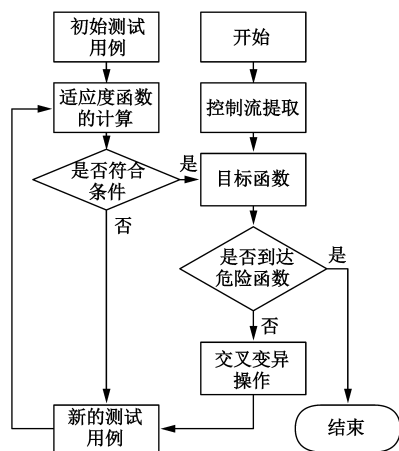 初始测试
用例
开始
适应度函数
的计算
控制流提取
是否符合
条件
是
目标函数
否
是否到达
危险函数
是
否
交叉变异
操作
新的测试
用例
结束